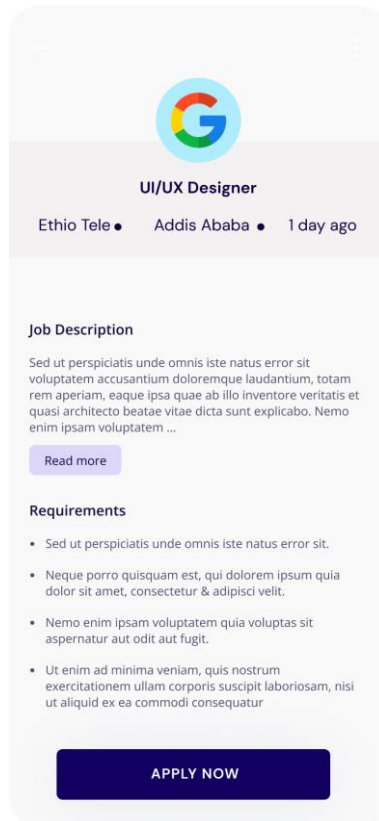 UI/UX Designer
Ethio Tele • Addis Ababa • 1 day ago
Job Description
Sed ut perspiciatis unde omnis iste natus error sit
voluptatem accusantium doloremque laudantium, totam
rem aperiam, eaque ipsa quae ab illo inventore veritatis et
quasi architecto beatae vitae dicta sunt explicabo. Nemo
enim ipsam voluptatem ...
Read more
Requirements
• Sed ut perspiciatis unde omnis iste natus error sit.
• Neque porro quisquam est, qui dolorem ipsum quia
dolor sit amet, consectetur & adipisci velit.
• Nemo enim ipsam voluptatem quia voluptas sit
aspernatur aut odit aut fugit.
• Ut enim ad minima veniam, quis nostrum
exercitationem ullam corporis suscipit laboriosam, nisi
ut aliquid ex ea commodi consequatur
APPLY NOW